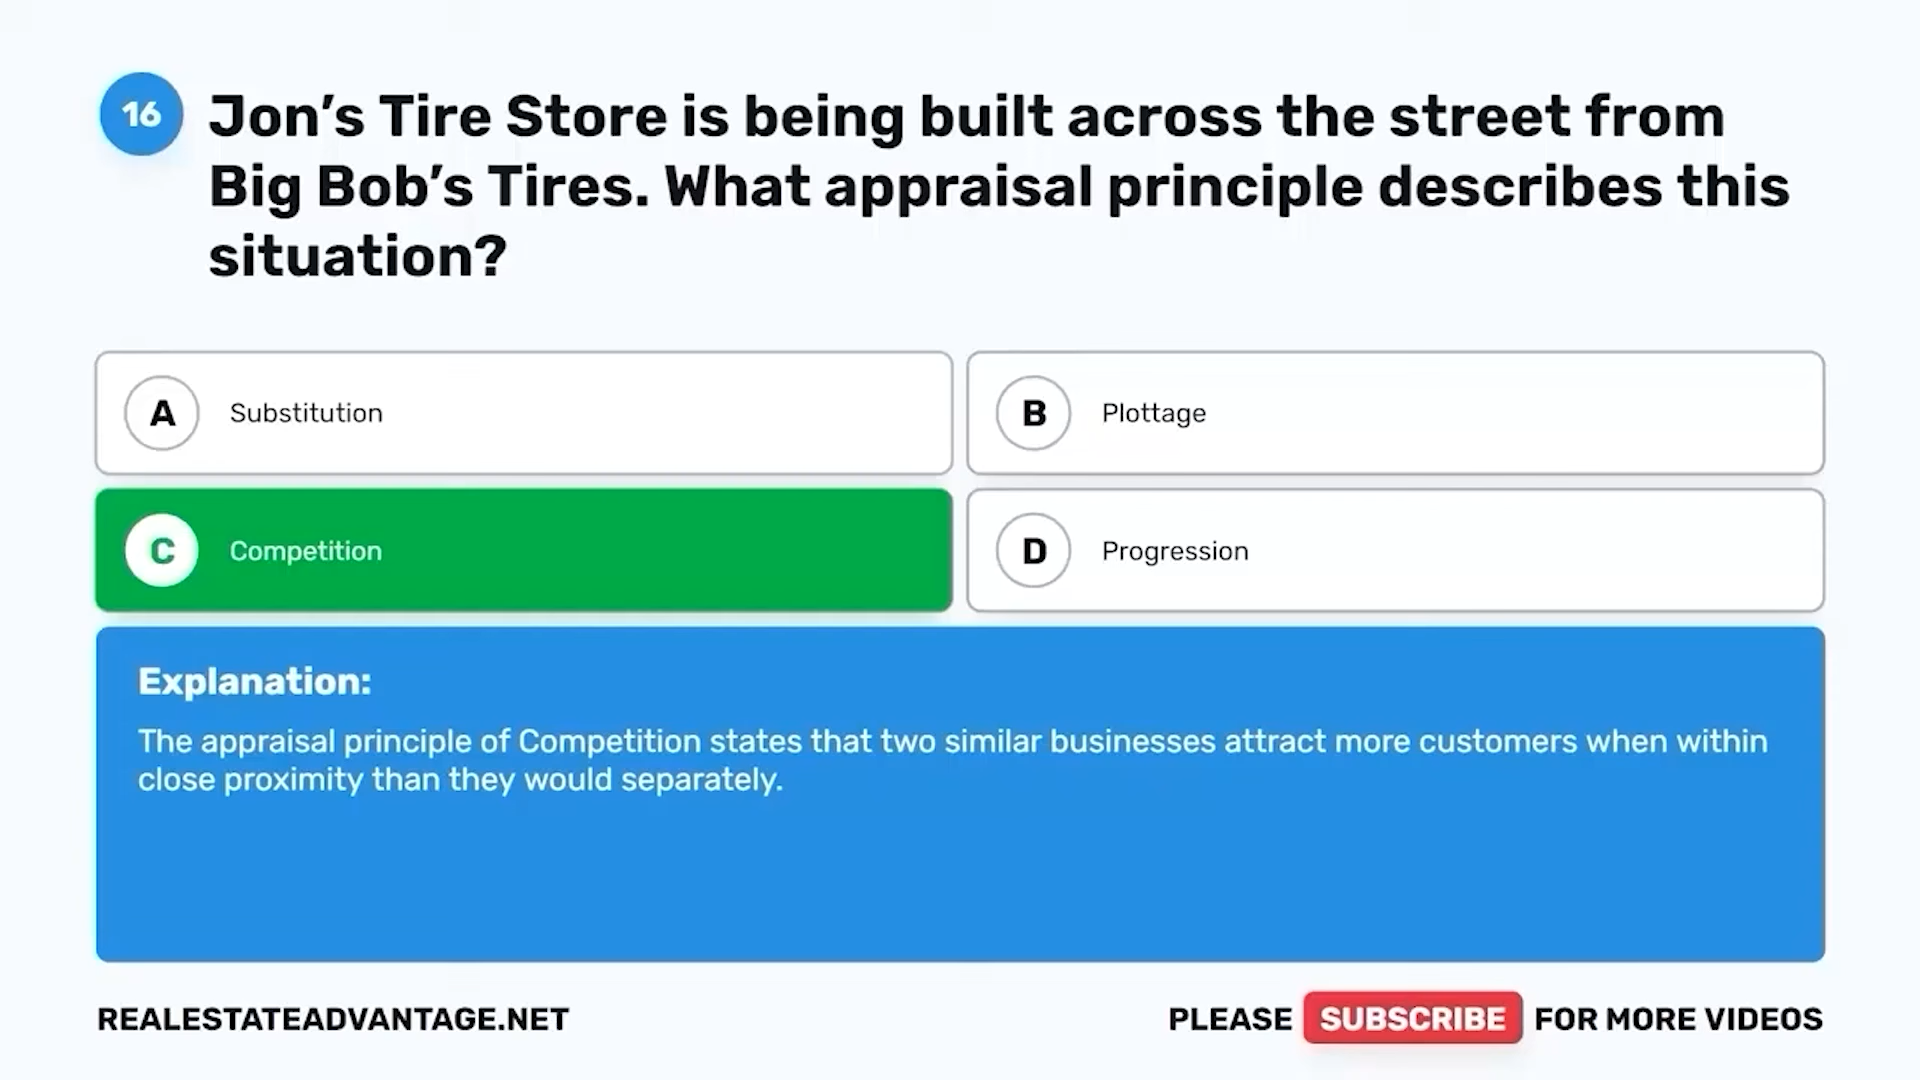 16
Jon’s Tire Store is being built across the street from
Big Bob’s Tires. What appraisal principle describes this
situation?
A Substitution
B Plottage
C Competition
D Progression
Explanation:
The appraisal principle of Competition states that two similar businesses attract more customers when within
close proximity than they would separately.
REALESTATEADVANTAGE.NET
PLEASE SUBSCRIBE FOR MORE VIDEOS